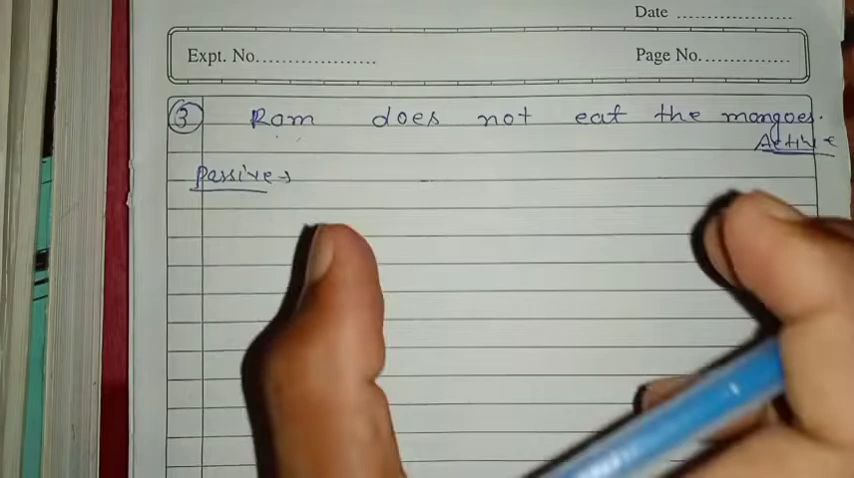 Date ....................
Expt. No.................... Page No...............
③ Ram does not eat the mangoes.
Active
Passive →